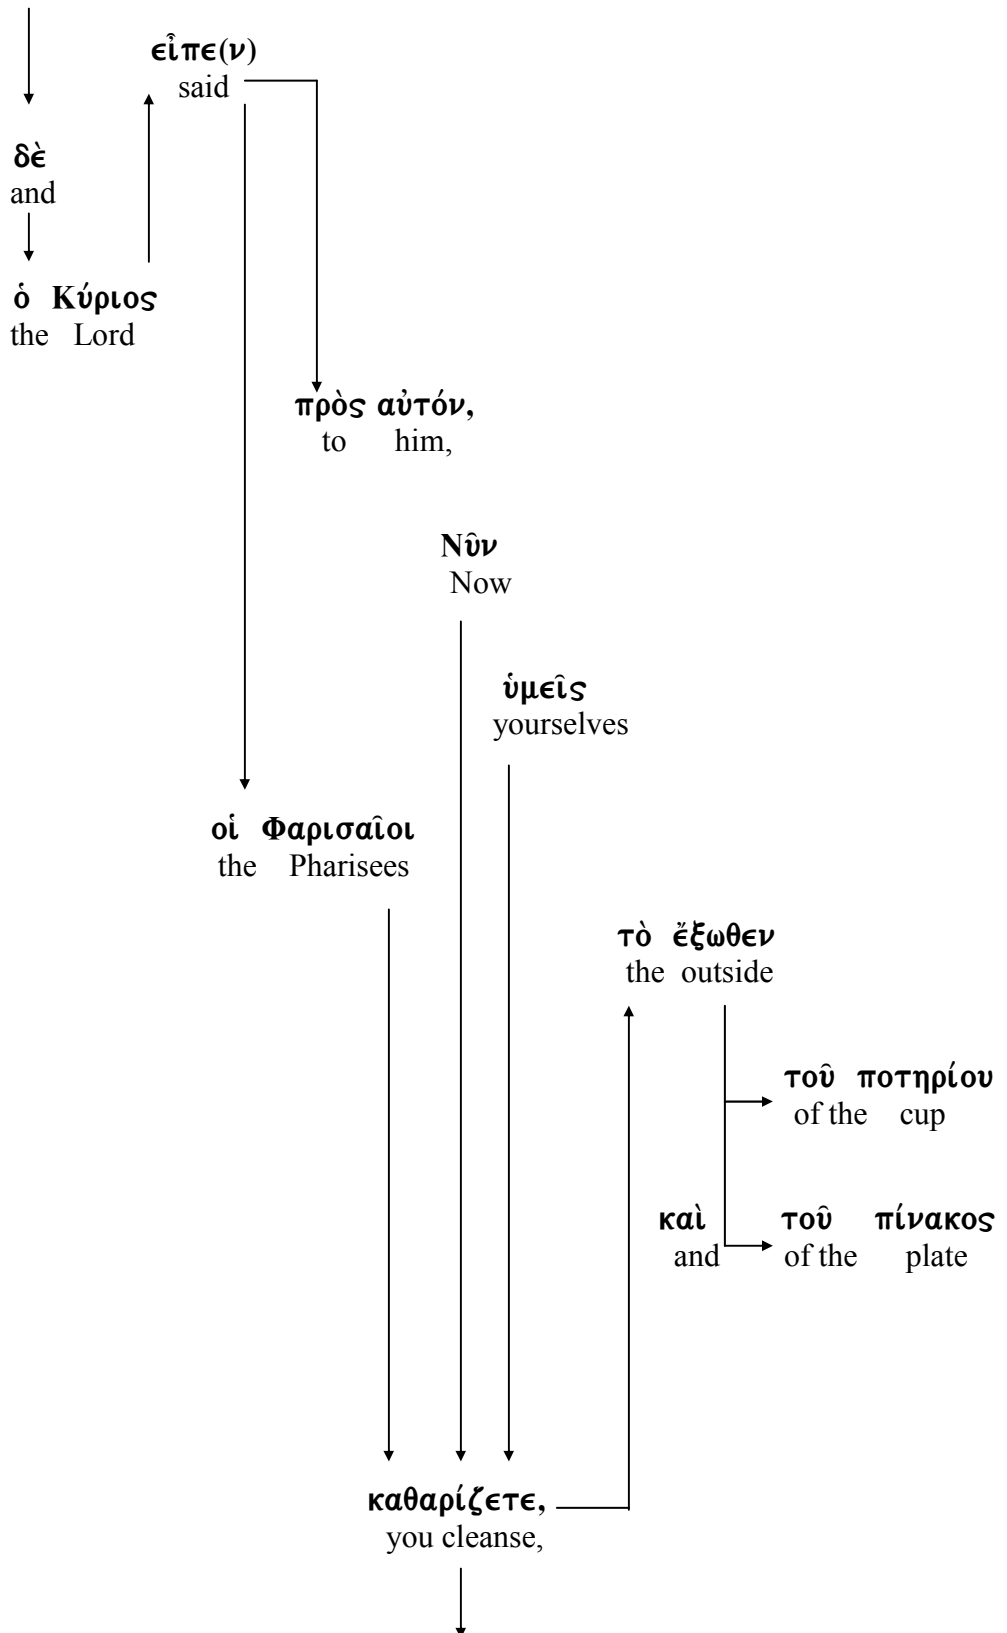 εἶπε(ν)
said
δὲ
and
ὁ Κύριος
the Lord
πρὸς αὐτόν,
to him,
Νῦν
Now
ὑμεῖς
yourselves
οἱ Φαρισαῖοι
the Pharisees
τὸ ἔξωθεν
the outside
τοῦ ποτηρίου
of the cup
καὶ τοῦ πίνακος
and of the plate
καθαρίζετε,
you cleanse,